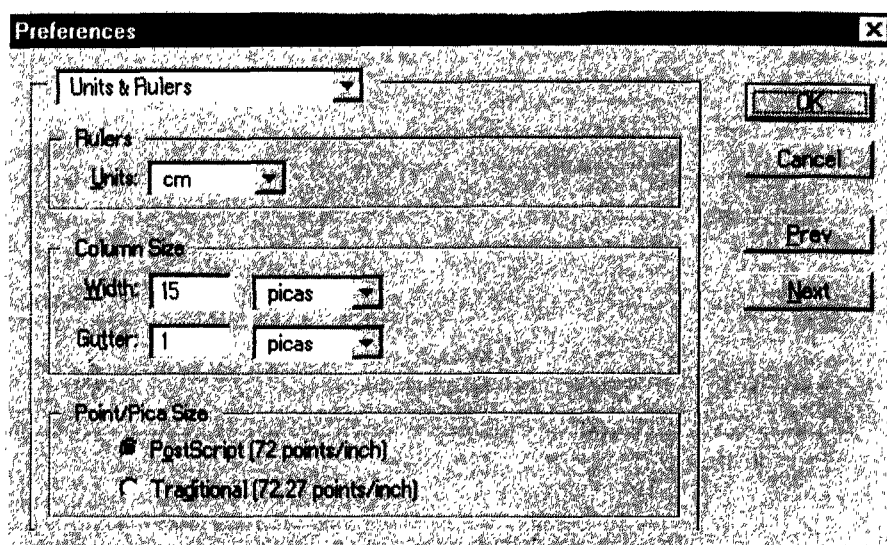 Preferences
Units & Rulers
OK
Rulers
Units: cm
Cancel
Column Size
Prev
Width: 15 picas
Next
Gutter: 1 picas
Point/Pica Size
PostScript (72 points/inch)
Traditional (72.27 points/inch)